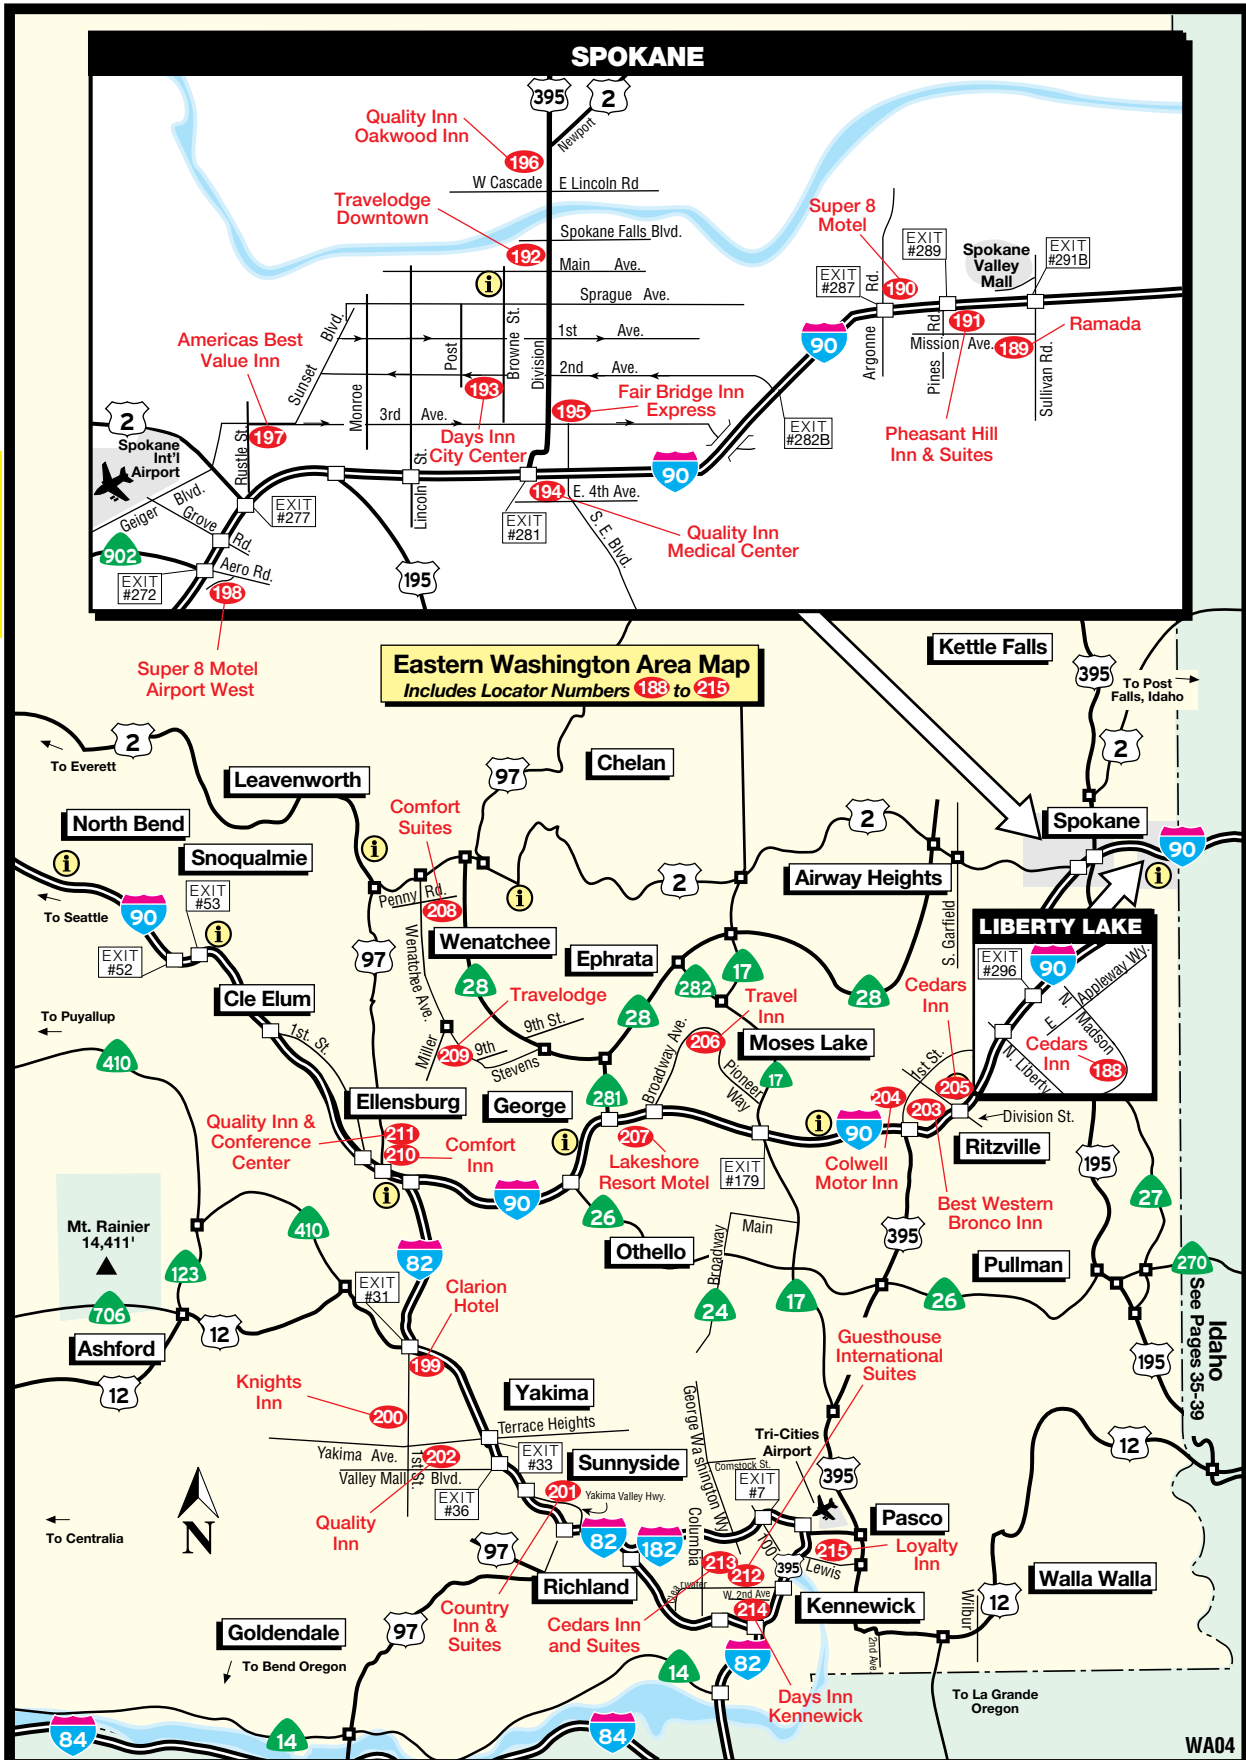 SPOKANE
395
2
Newport
Quality Inn
Oakwood Inn
196
W Cascade
E Lincoln Rd
Travelodge
Downtown
192
Spokane Falls Blvd.
Main Ave.
i
Sprague Ave.
1st Ave.
2nd Ave.
3rd Ave.
Super 8
Motel
190
EXIT
#287
EXIT
#289
Spokane
Valley
Mall
EXIT
#291B
Argonne Rd.
Pines Rd.
191
Mission Ave.
189
Ramada
Sullivan Rd.
Pheasant Hill
Inn & Suites
90
Americas Best
Value Inn
Sunset Blvd.
Monroe
Post
Browne St.
Division
193
Days Inn
City Center
195
Fair Bridge Inn
Express
EXIT
#282B
2
Spokane
Int'l
Airport
Rustle St.
197
Lincoln St.
90
194
E. 4th Ave.
EXIT
#281
S. E. Blvd.
Quality Inn
Medical Center
Geiger Blvd.
Grove Rd.
EXIT
#277
902
Aero Rd.
EXIT
#272
198
195
Super 8 Motel
Airport West
Eastern Washington Area Map
Includes Locator Numbers 188 to 215
Kettle Falls
395
To Post
Falls, Idaho
2
2
To Everett
Leavenworth
97
Chelan
North Bend
Snoqualmie
i
Comfort
Suites
i
2
Spokane
90
i
EXIT
#53
To Seattle
90
i
EXIT
#52
Penny Rd.
208
i
2
Airway Heights
S. Garfield
LIBERTY LAKE
EXIT
#296
90
N. Appleway Wy.
E. Madson
N. Liberty
Cedars
Inn
188
Wenatchee
Wenatchee Ave.
97
28
Ephrata
282
17
28
Cle Elum
1st. St.
Travelodge
28
Travel
Inn
Cedars
Inn
To Puyallup
410
9th St.
Miller
209
9th
Stevens
Broadway Ave.
206
Moses Lake
Pioneer
Way
17
1st St.
205
204
203
Division St.
Ellensburg
George
281
Quality Inn &
Conference
Center
211
210
Comfort
Inn
i
207
Lakeshore
Resort Motel
i
90
Ritzville
EXIT
#179
Colwell
Motor Inn
Best Western
Bronco Inn
195
27
i
90
26
Mt. Rainier
14,411'
410
82
Othello
Main
Broadway
395
Pullman
270
123
706
EXIT
#31
Clarion
Hotel
24
17
26
Idaho
See Pages 35-39
12
Ashford
12
199
Guesthouse
International
Suites
195
Knights
Inn
200
Yakima
Terrace Heights
George Washington Wy
Tri-Cities
Airport
12
Yakima Ave.
202
1st St.
Valley Mall Blvd.
EXIT
#33
Sunnyside
Comstock St.
EXIT
#7
395
N
EXIT
#36
201
Yakima Valley Hwy.
To Centralia
Quality
Inn
97
82
182
Columbia
Pasco
215
Loyalty
Inn
100
Lewis
213
212
395
Richland
W. 2nd Ave
214
Kennewick
Walla Walla
Wilbur
12
Country
Inn &
Suites
Cedars Inn
and Suites
97
Goldendale
To Bend Oregon
82
2nd Ave.
14
Days Inn
Kennewick
To La Grande
Oregon
84
14
84
WA04